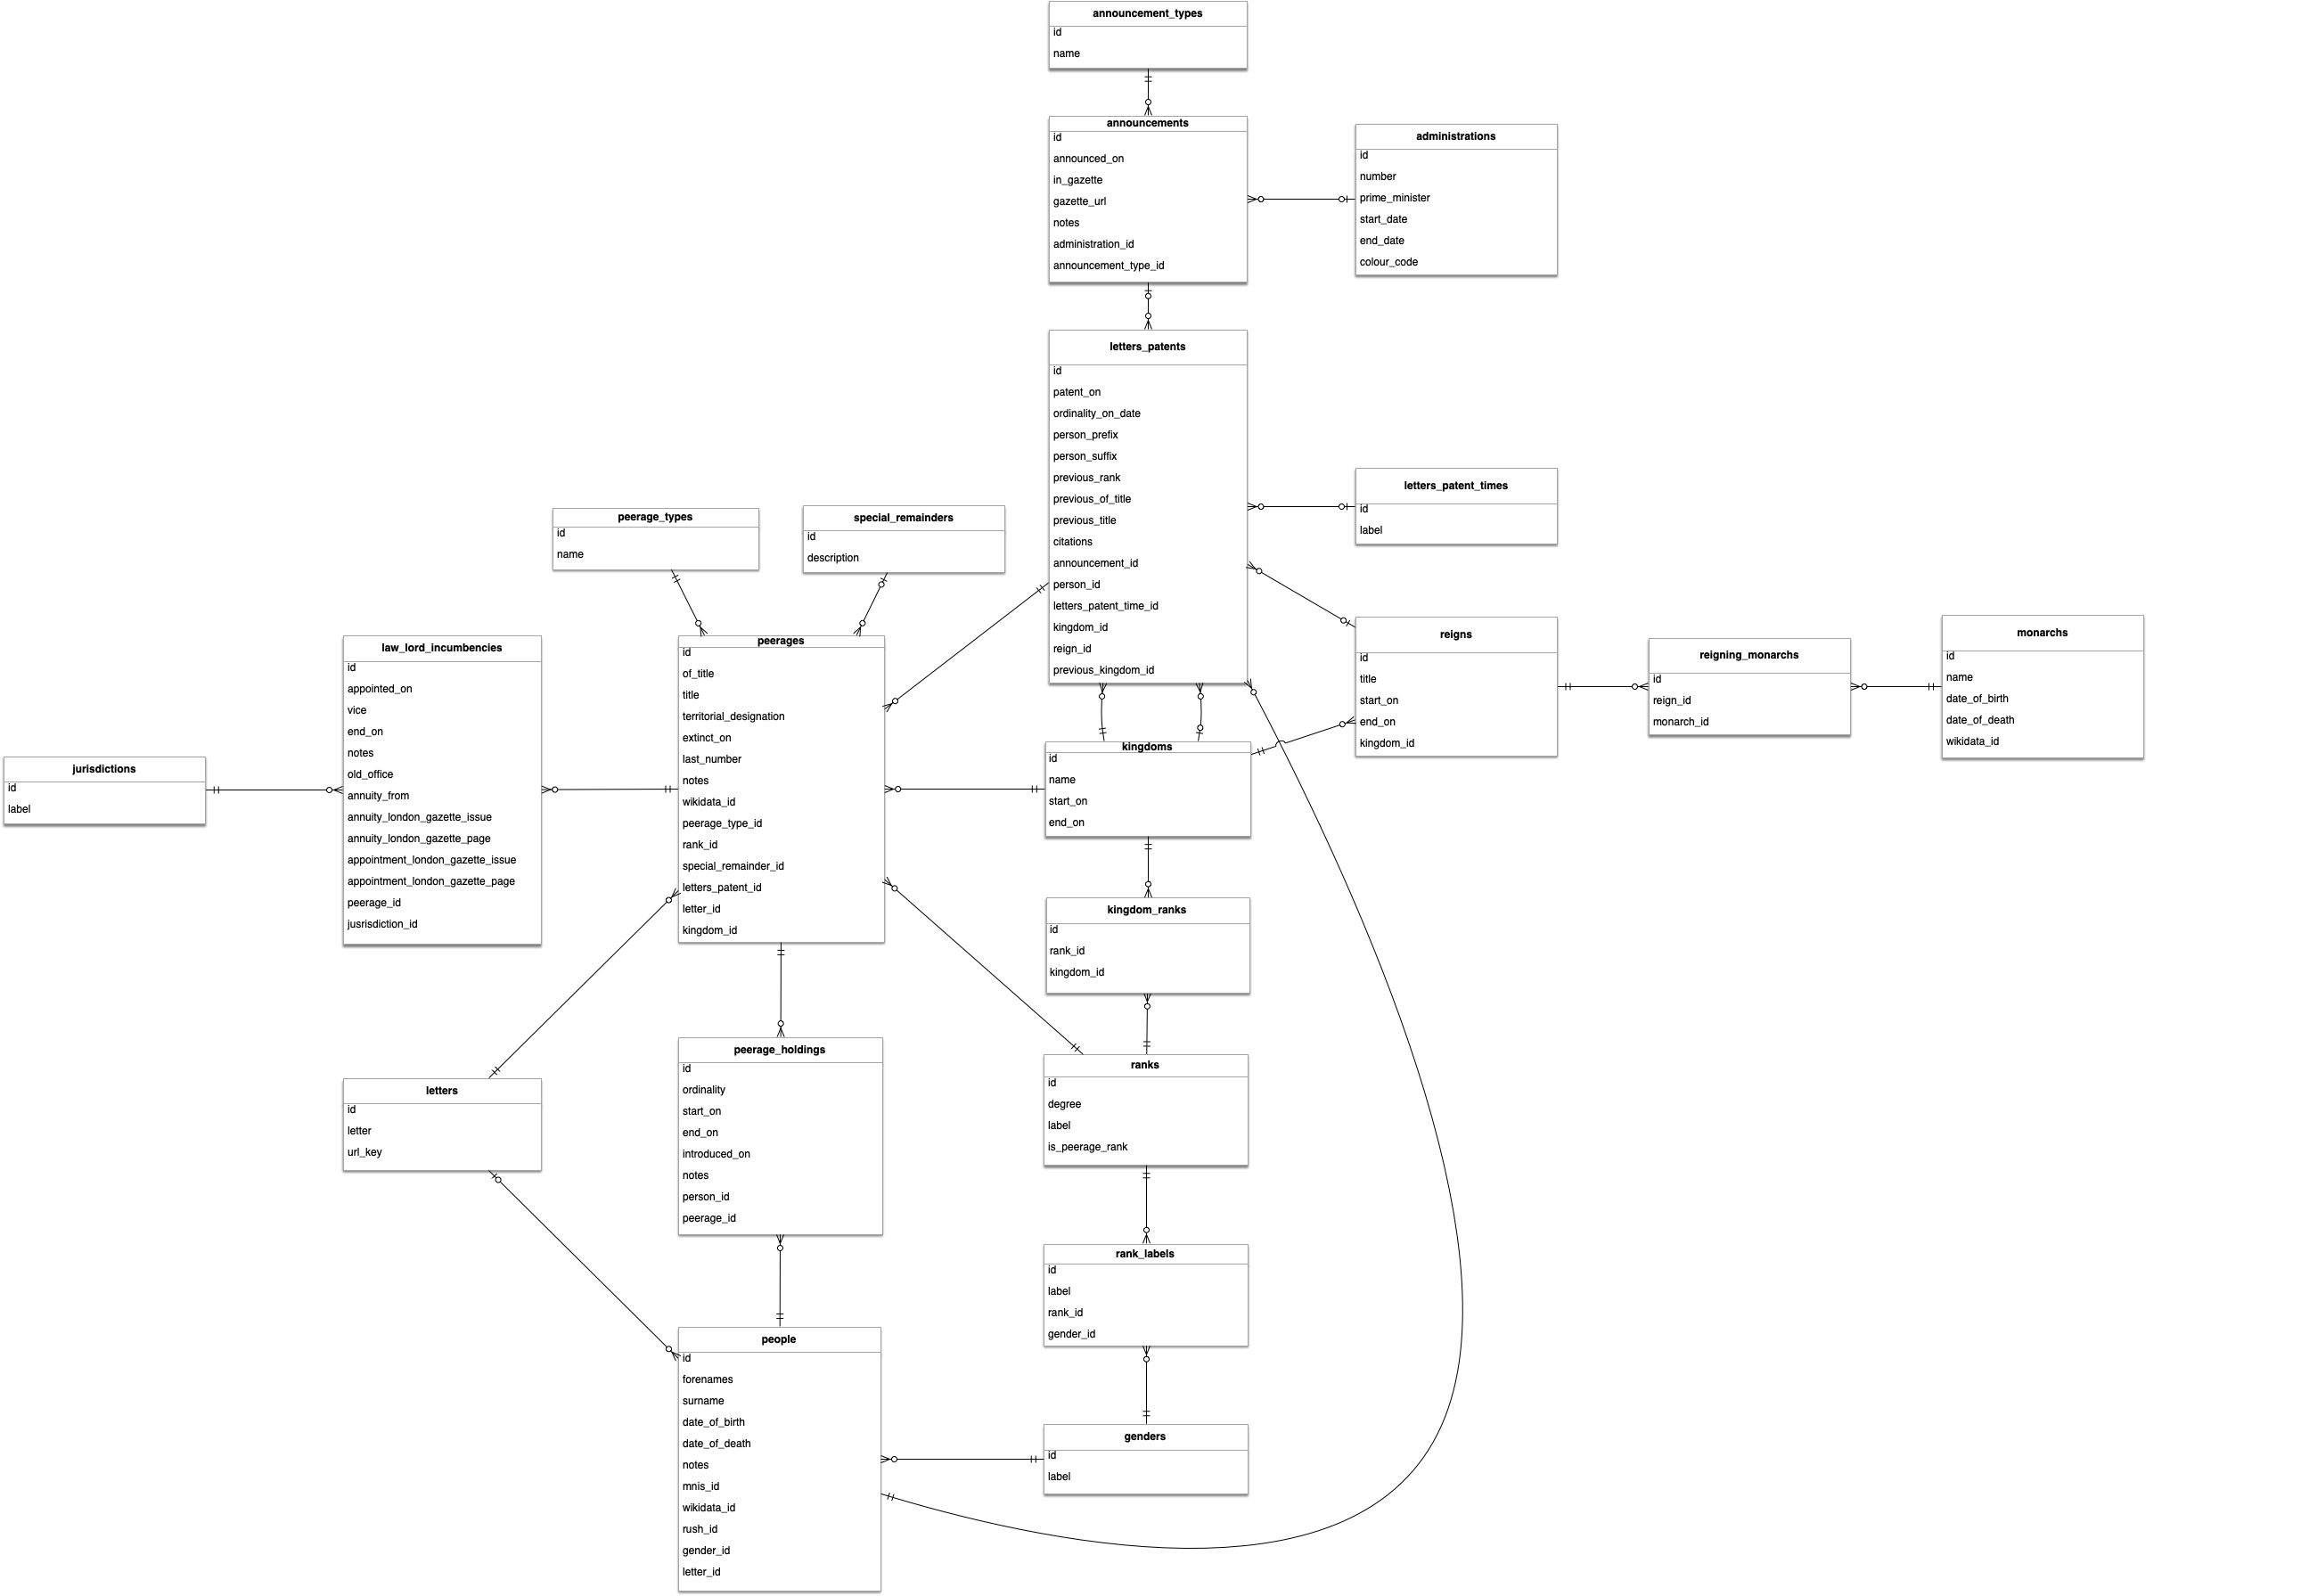 announcement_types
id
name
announcements
id
announced_on
in_gazette
gazette_url
notes
administration_id
announcement_type_id
administrations
id
number
prime_minister
start_date
end_date
colour_code
letters_patents
id
patent_on
ordinality_on_date
person_prefix
person_suffix
previous_rank
previous_of_title
previous_title
citations
announcement_id
person_id
letters_patent_time_id
kingdom_id
reign_id
previous_kingdom_id
letters_patent_times
id
label
peerage_types
id
name
special_remainders
id
description
law_lord_incumbencies
id
appointed_on
vice
end_on
notes
old_office
annuity_from
annuity_london_gazette_issue
annuity_london_gazette_page
appointment_london_gazette_issue
appointment_london_gazette_page
peerage_id
jusrisdiction_id
peerages
id
of_title
title
territorial_designation
extinct_on
last_number
notes
wikidata_id
peerage_type_id
rank_id
special_remainder_id
letters_patent_id
letter_id
kingdom_id
reigns
id
title
start_on
end_on
kingdom_id
reigning_monarchs
id
reign_id
monarch_id
monarchs
id
name
date_of_birth
date_of_death
wikidata_id
jurisdictions
id
label
kingdoms
id
name
start_on
end_on
kingdom_ranks
id
rank_id
kingdom_id
peerage_holdings
id
ordinality
start_on
end_on
introduced_on
notes
person_id
peerage_id
ranks
id
degree
label
is_peerage_rank
letters
id
letter
url_key
rank_labels
id
label
rank_id
gender_id
people
id
forenames
surname
date_of_birth
date_of_death
notes
mnis_id
wikidata_id
rush_id
gender_id
letter_id
genders
id
label